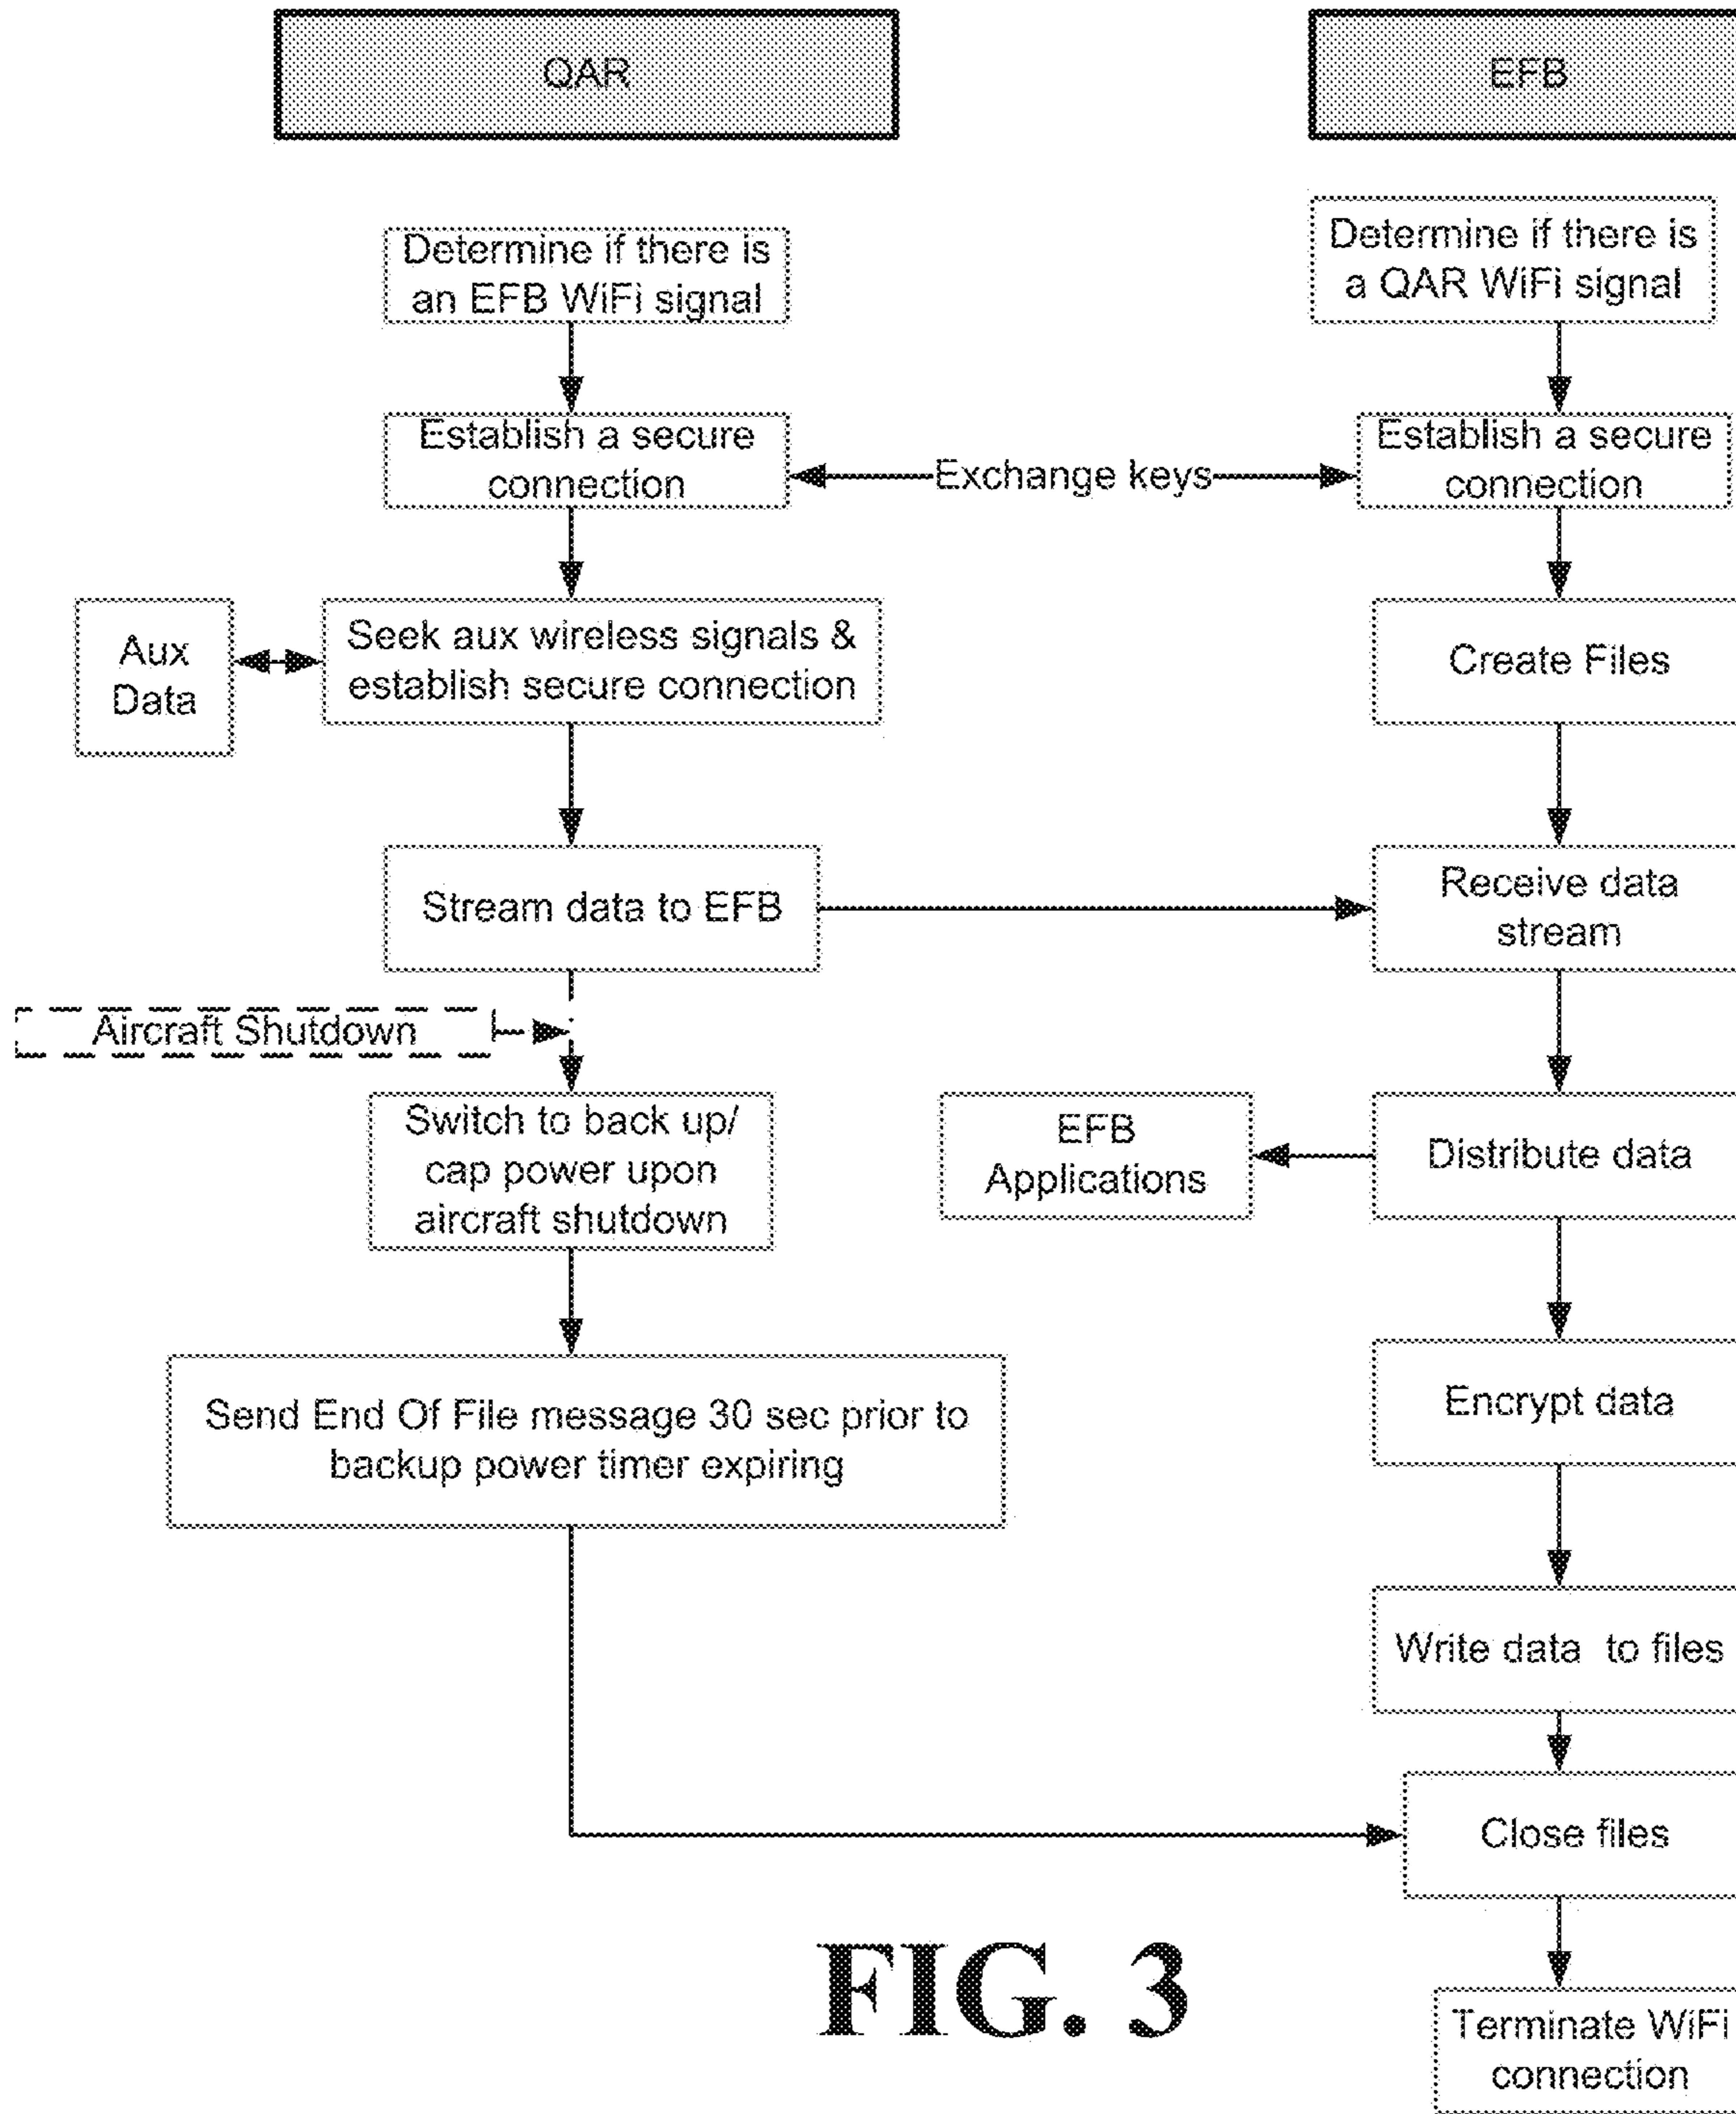 QAR
EFB
Determine if there is
an EFB WiFi signal
Determine if there is
a QAR WiFi signal
Establish a secure
connection
Exchange keys
Establish a secure
connection
Aux
Data
Seek aux wireless signals &
establish secure connection
Create Files
Stream data to EFB
Receive data
stream
Aircraft Shutdown
Switch to back up/
cap power upon
aircraft shutdown
EFB
Applications
Distribute data
Send End Of File message 30 sec prior to
backup power timer expiring
Encrypt data
Write data to files
Close files
Terminate WiFi
connection
FIG. 3